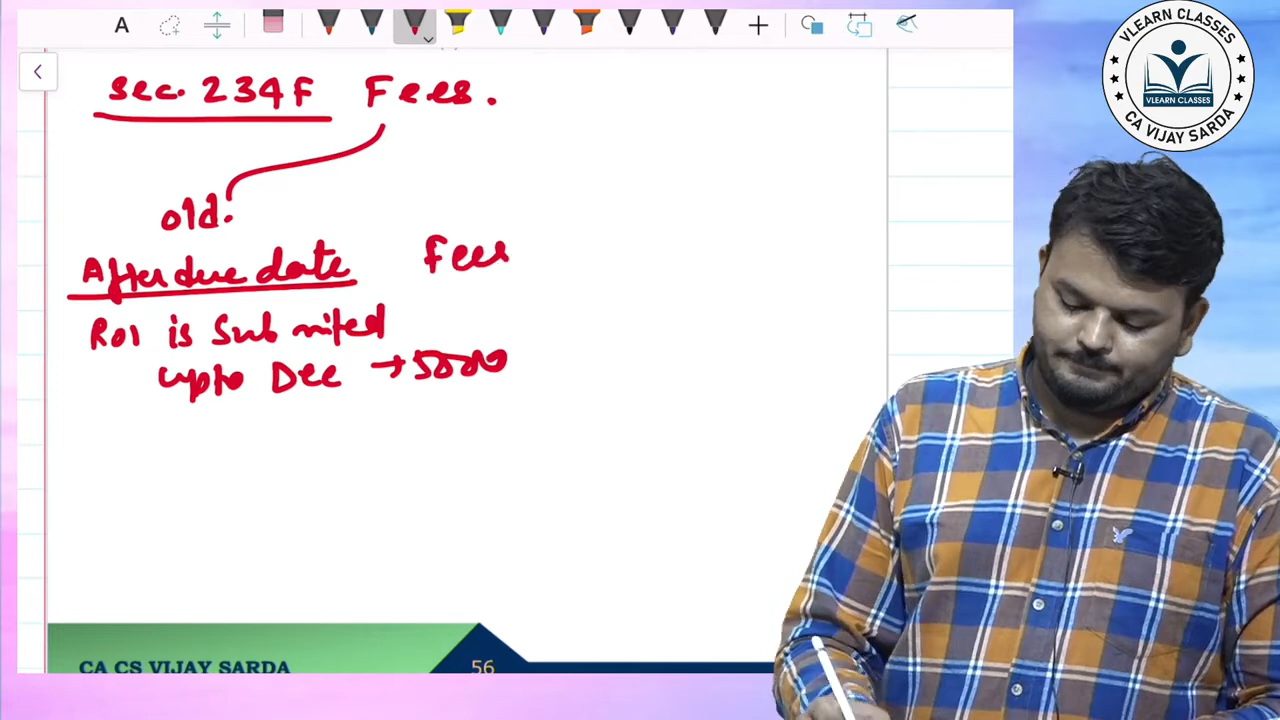 A
VLEARN CLASSES
VLEARN CLASSES
CA VIJAY SARDA
Sec. 234F Fees.
old.
After due date Fees
ROI is Submited
upto Dec → 5000
CA CS VIJAY SARDA
56